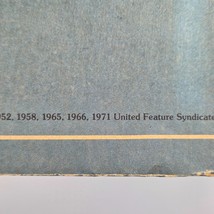 52, 1958, 1965, 1966, 1971 United Feature Syndicate